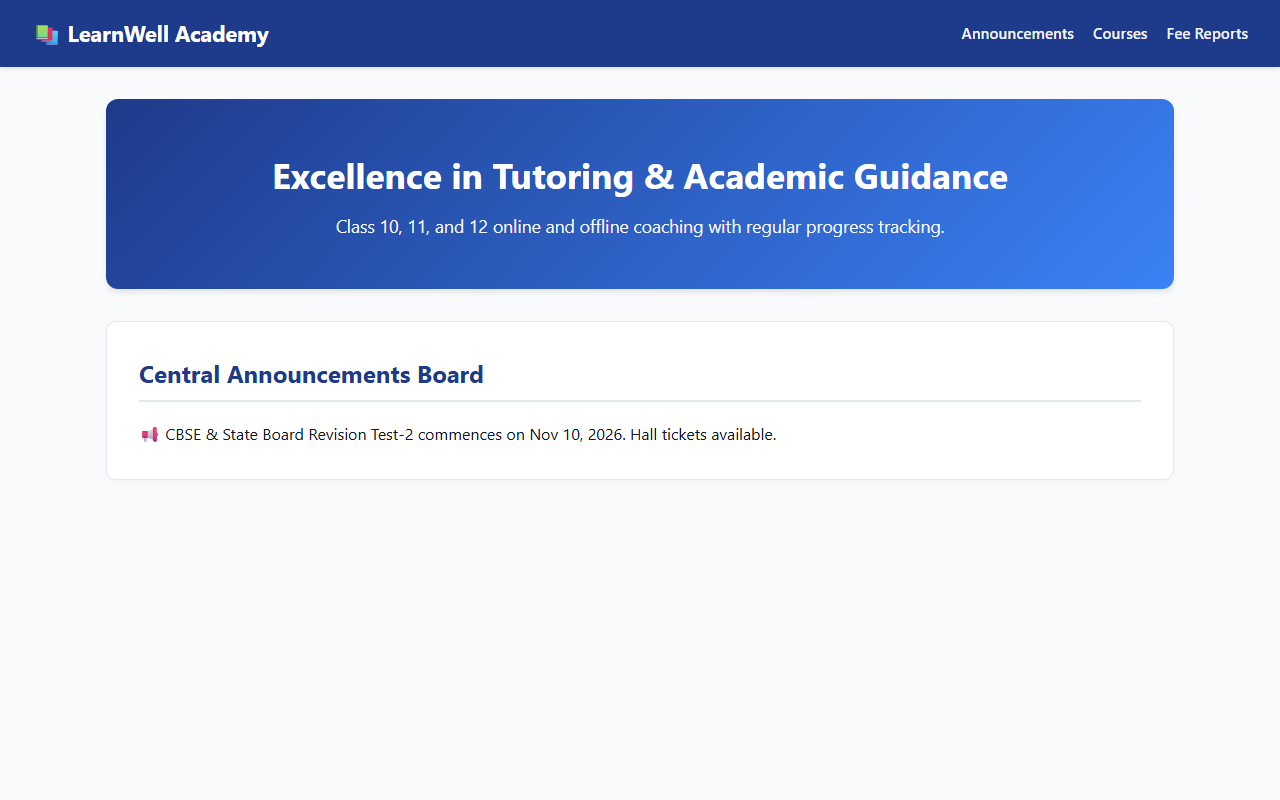 LearnWell Academy
Announcements Courses Fee Reports
Excellence in Tutoring & Academic Guidance
Class 10, 11, and 12 online and offline coaching with regular progress tracking.
Central Announcements Board
CBSE & State Board Revision Test-2 commences on Nov 10, 2026. Hall tickets available.